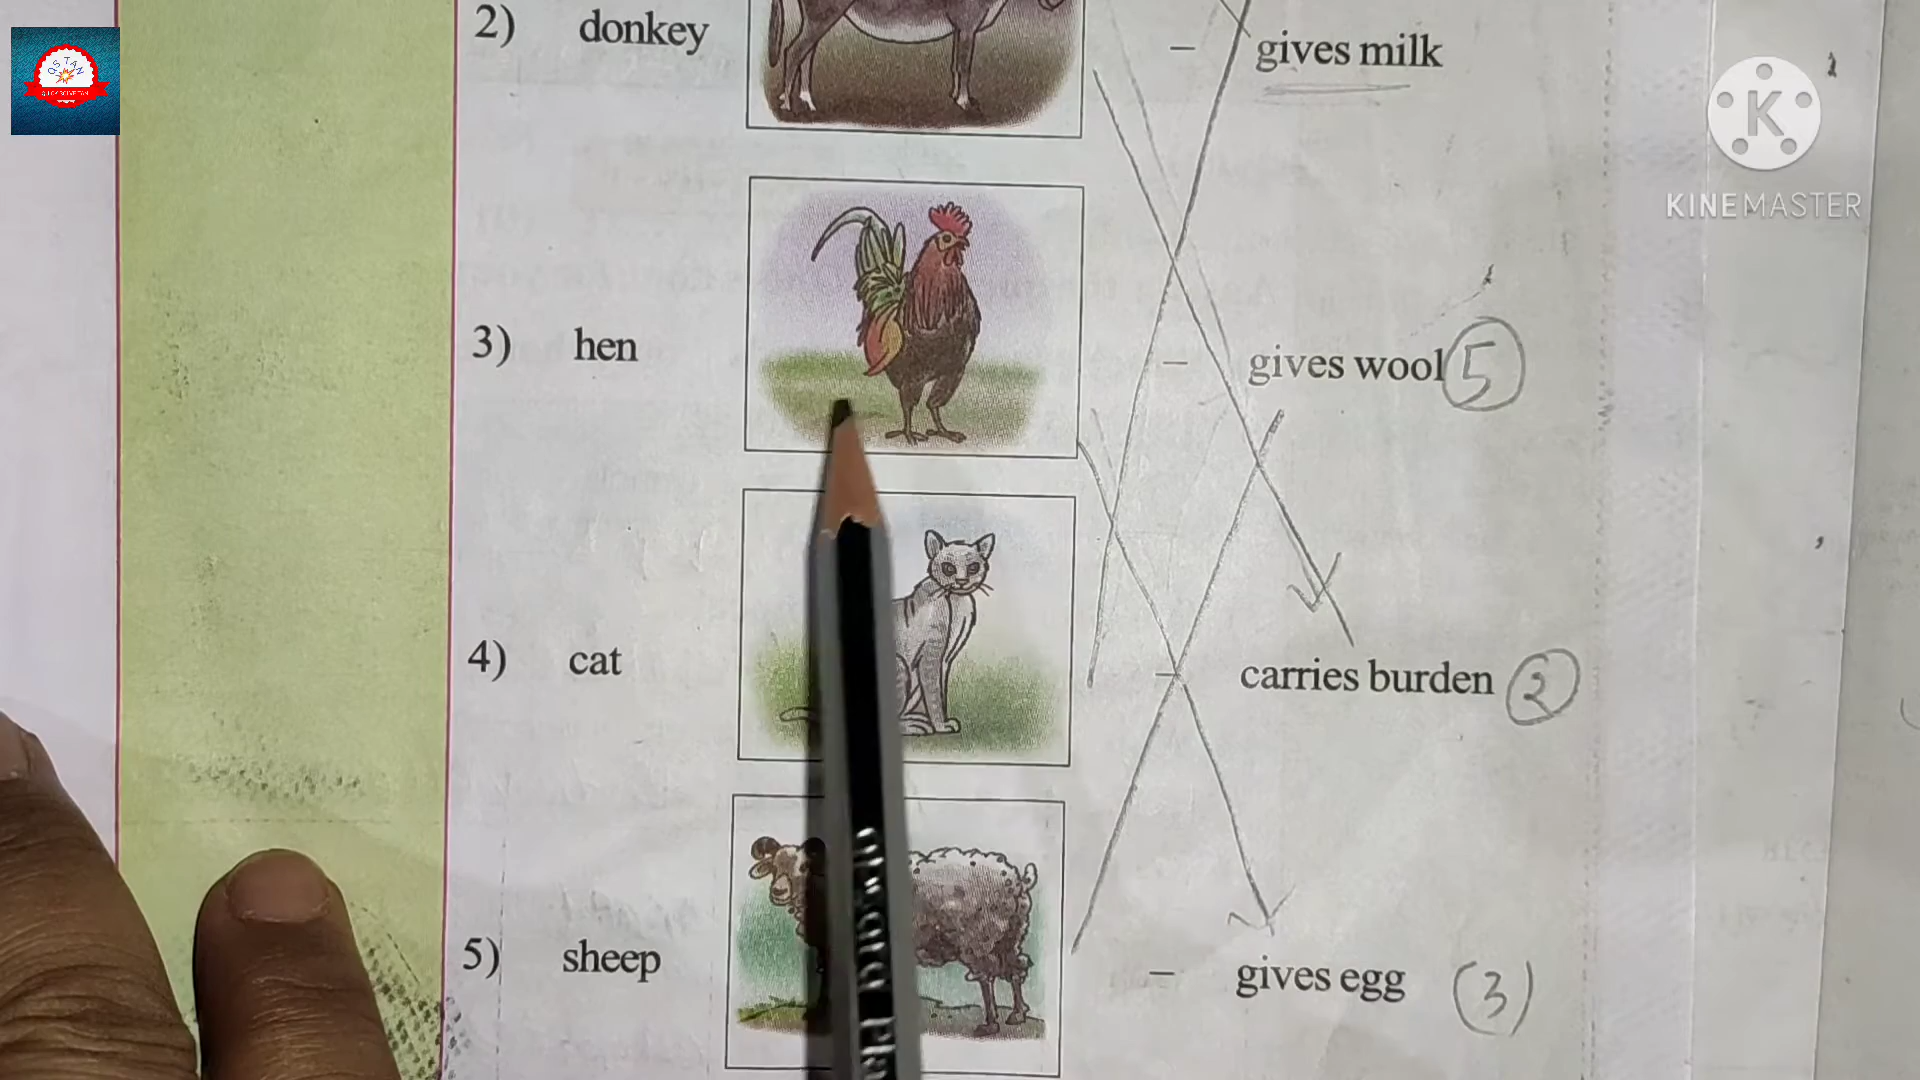 QSTAN
2) donkey – gives milk
KINEMASTER
3) hen – gives wool 5
4) cat – carries burden 2
5) sheep – gives egg (3)